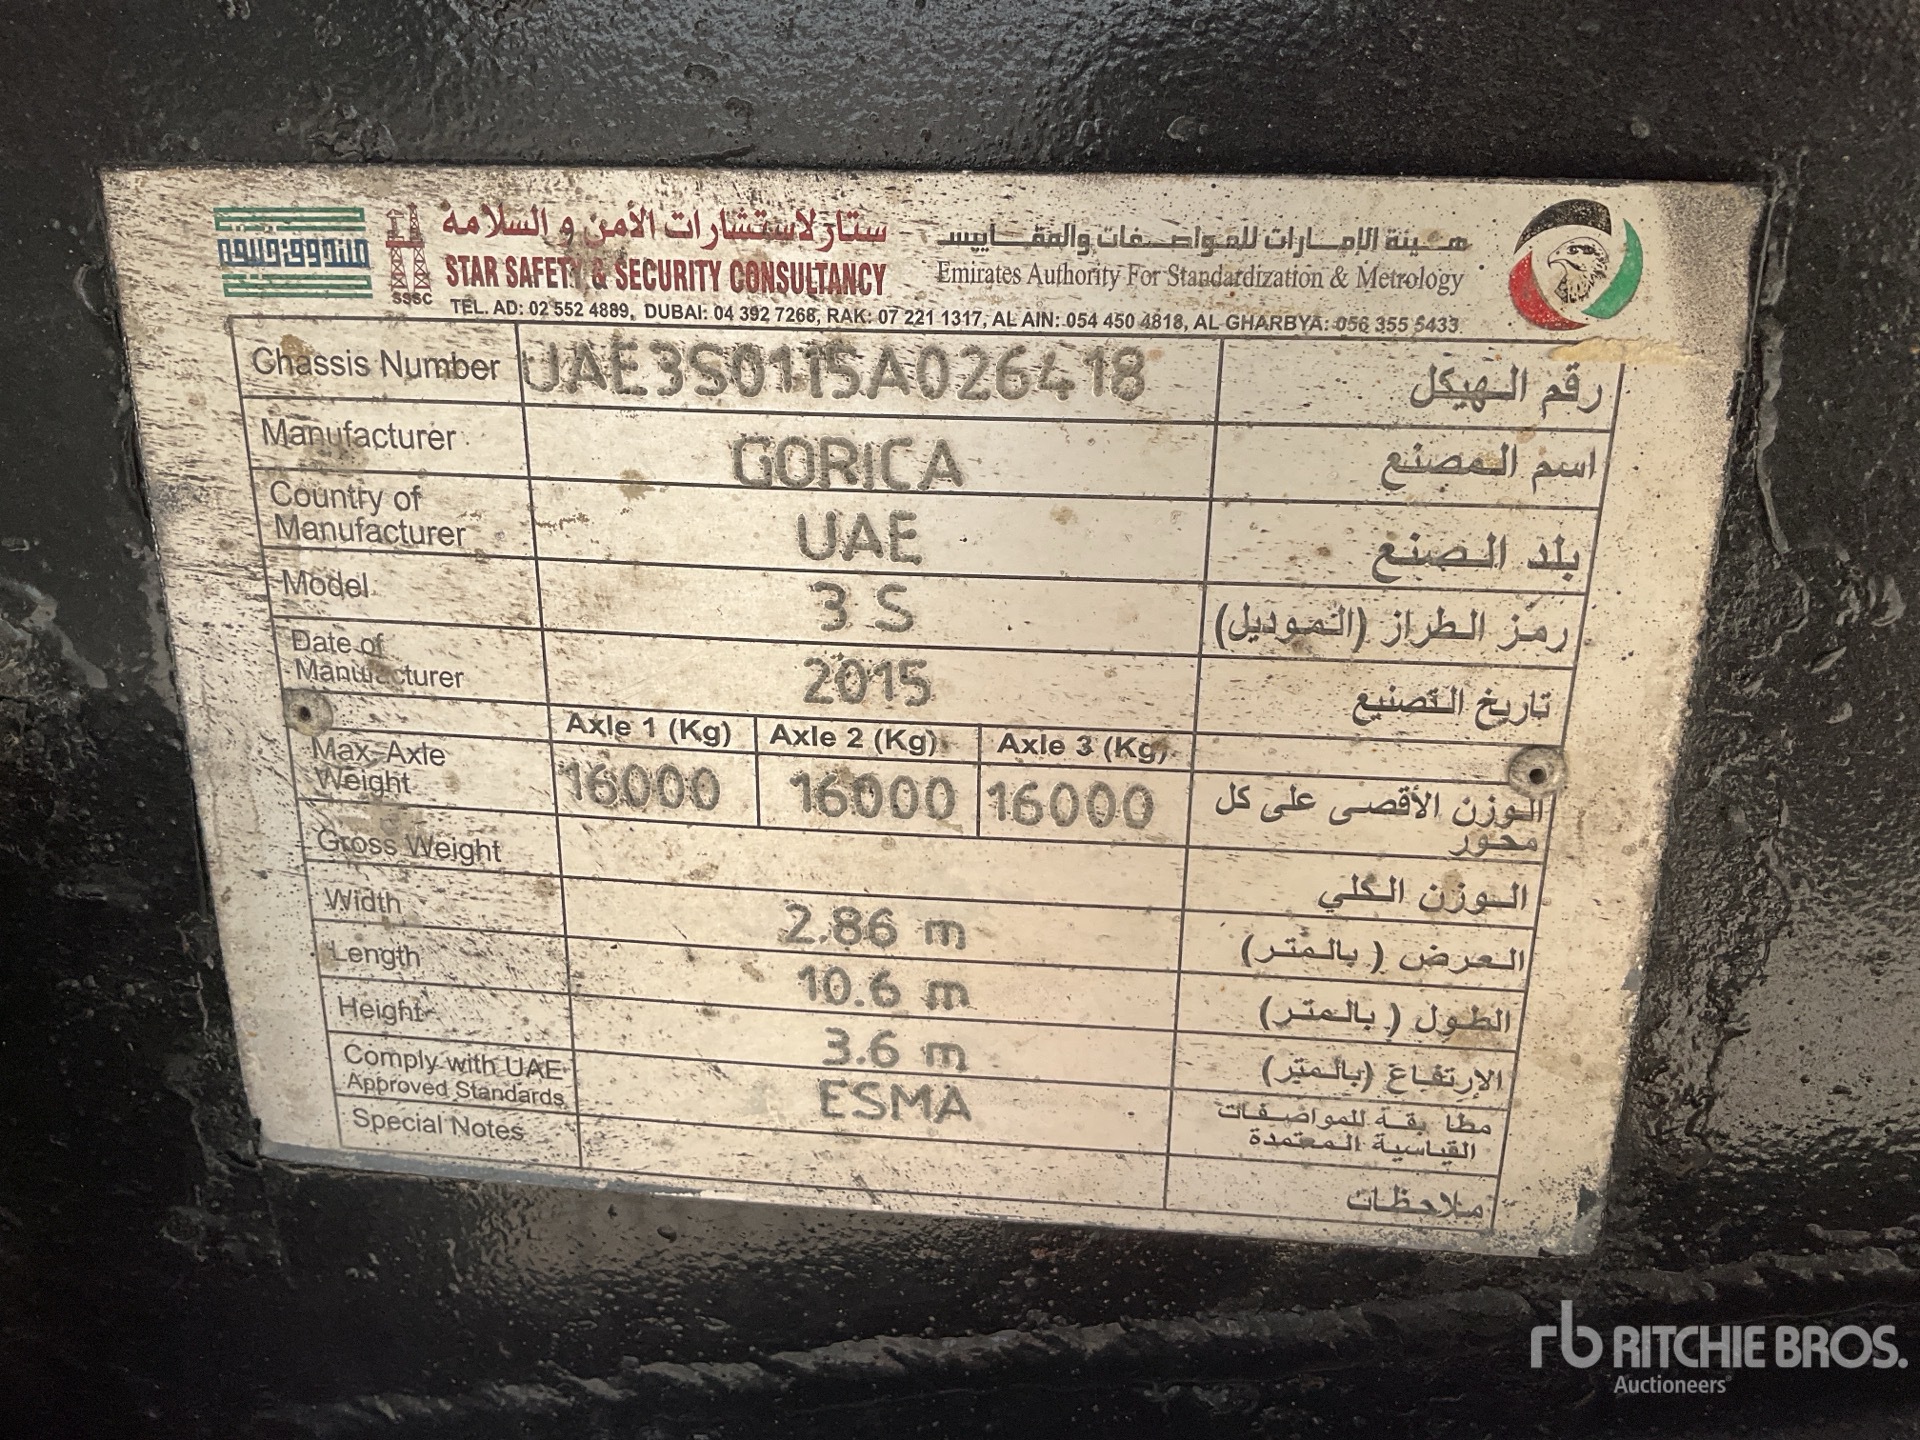 صندوق خليفة
SSSC
ستار لاستشارات الأمن و السلامة
STAR SAFETY & SECURITY CONSULTANCY
هيئة الإمارات للمواصفات والمقاييس
Emirates Authority For Standardization & Metrology
TEL. AD: 02 552 4889, DUBAI: 04 392 7268, RAK: 07 221 1317, AL AIN: 054 450 4818, AL GHARBYA: 056 355 5433
Chassis Number UAE3S0115A026418 رقم الهيكل
Manufacturer GORICA اسم المصنع
Country of
Manufacturer UAE بلد الصنع
Model 3 S رمز الطراز (الموديل)
Date of
Manufacturer 2015 تاريخ التصنيع
Axle 1 (Kg) Axle 2 (Kg) Axle 3 (Kg)
Max-Axle
Weight 16000 16000 16000 الوزن الأقصى على كل
محور
Gross Weight الوزن الكلي
Width 2.86 m العرض ( بالمتر)
Length 10.6 m الطول ( بالمتر)
Height 3.6 m الإرتفاع (بالمتر)
Comply with UAE
Approved Standards ESMA مطا بقة للمواصفات
القياسية المعتمدة
Special Notes ملاحظات
rb RITCHIE BROS.
Auctioneers